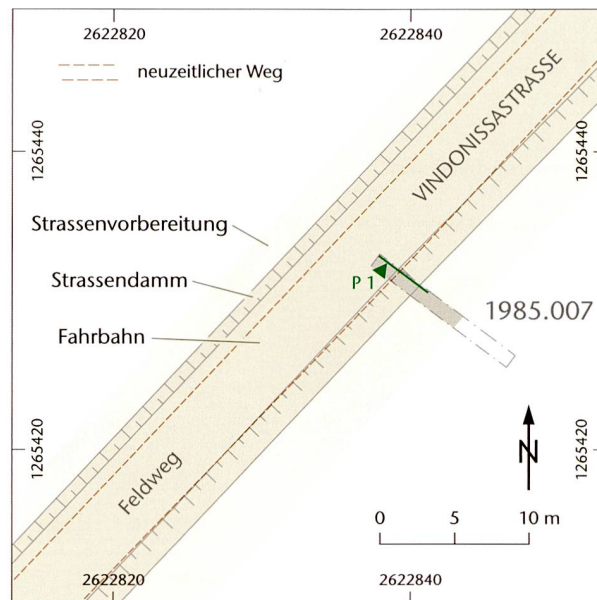 2622820 2622840
neuzeitlicher Weg
VINDONISSASTRASSE
1265440 1265440
Strassenvorbereitung
Strassendamm
P 1
1985.007
Fahrbahn
1265420 1265420
Feldweg
N
0 5 10 m
2622820 2622840